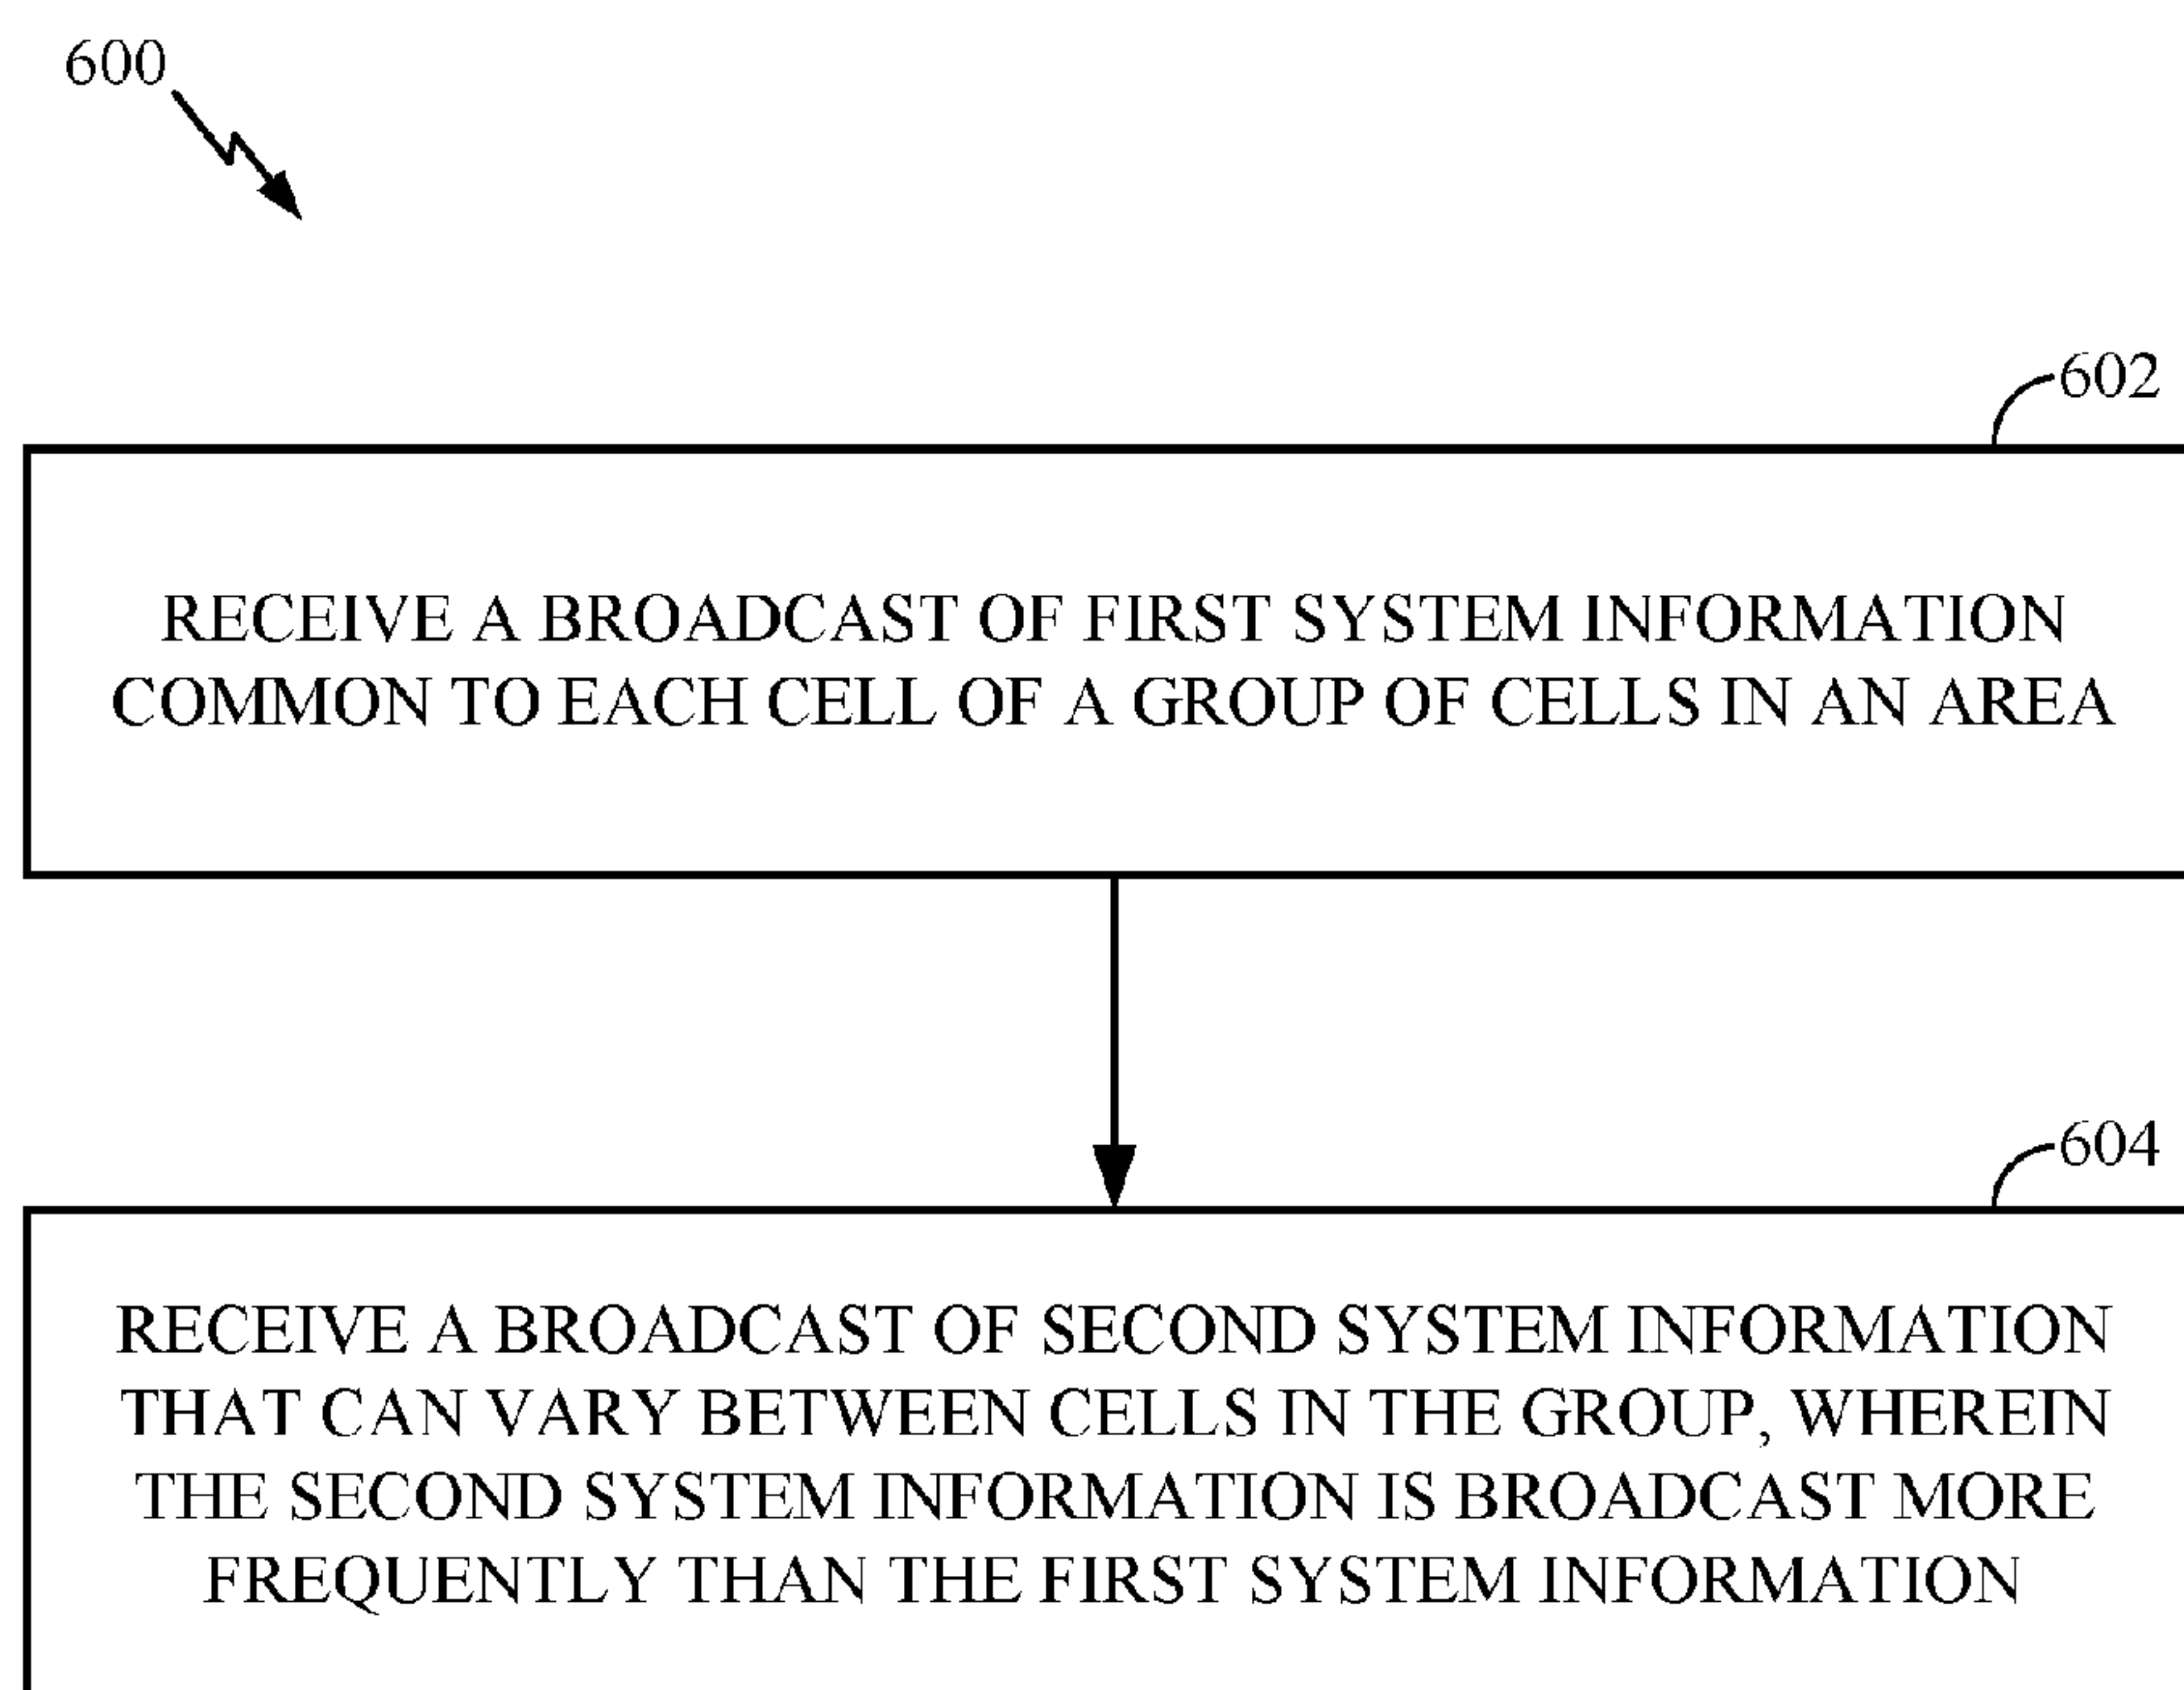 600
602
RECEIVE A BROADCAST OF FIRST SYSTEM INFORMATION
COMMON TO EACH CELL OF A GROUP OF CELLS IN AN AREA
604
RECEIVE A BROADCAST OF SECOND SYSTEM INFORMATION
THAT CAN VARY BETWEEN CELLS IN THE GROUP, WHEREIN
THE SECOND SYSTEM INFORMATION IS BROADCAST MORE
FREQUENTLY THAN THE FIRST SYSTEM INFORMATION